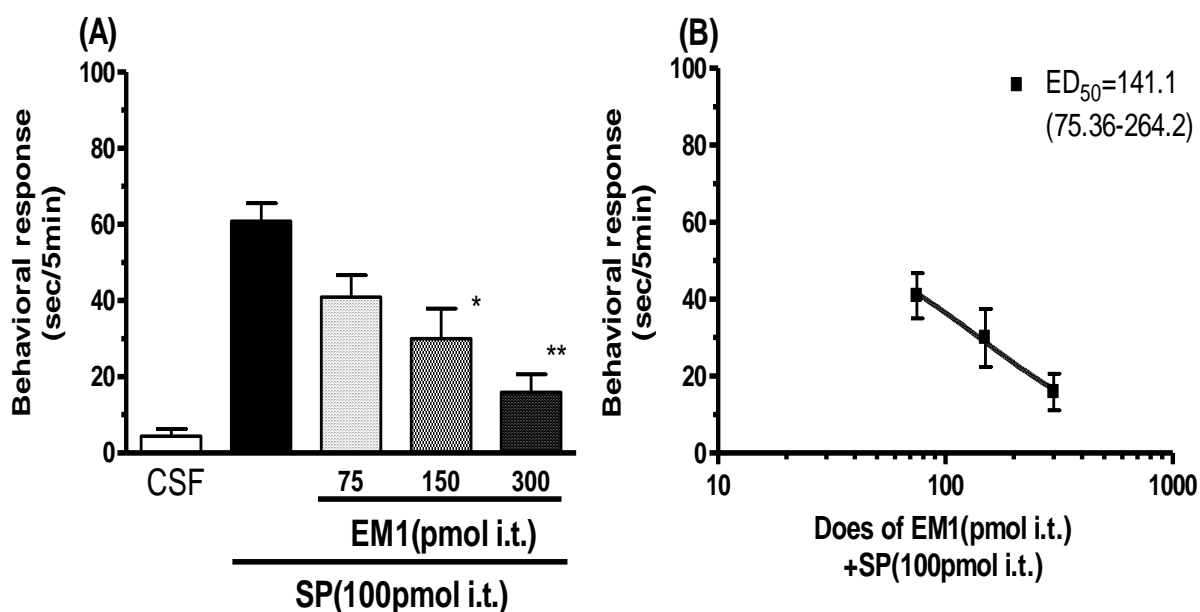 (A)
Behavioral response
(sec/5min)
100
80
60
40
20
0
*
**
CSF
75 150 300
EM1(pmol i.t.)
SP(100pmol i.t.)
(B)
Behavioral response
(sec/5min)
100
80
60
40
20
0
ED50=141.1
(75.36-264.2)
10 100 1000
Does of EM1(pmol i.t.)
+SP(100pmol i.t.)